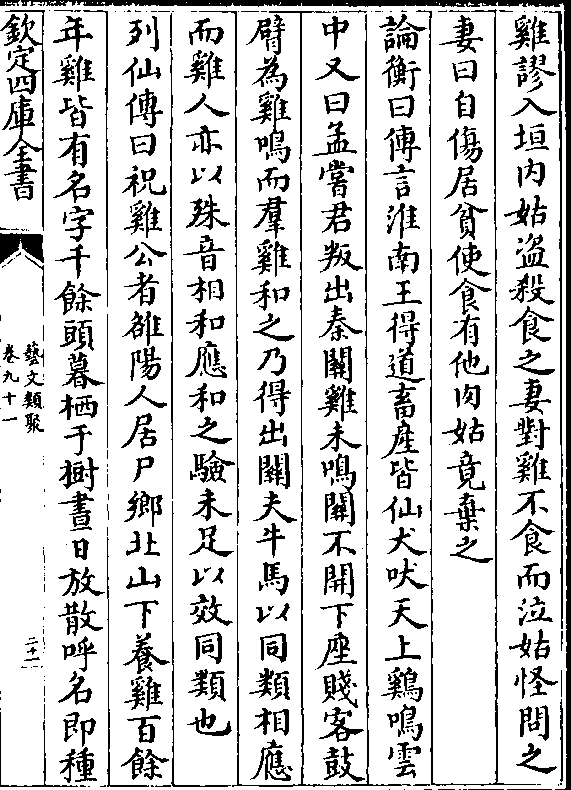 雞謬入垣内姑盗殺食之妻對雞不食而泣姑怪問之
妻曰自傷居貧使食有他肉姑竟棄之
論衡曰傳言淮南王得道畜產皆仙犬吠天上鷄鳴雲
中又曰孟嘗君叛出秦關雞未鳴關不開下座賤客鼓
臂為雞鳴而羣雞和之乃得出關夫牛馬以同類相應
而雞人亦以殊音相和應和之驗未足以效同類也
列仙傳曰祝雞公者雒陽人居尸鄉北山下養雞百餘
年雞皆有名字千餘頭暮栖于樹晝日放散呼名即種
欽定四庫全書
藝文類聚
卷九十一
二十一